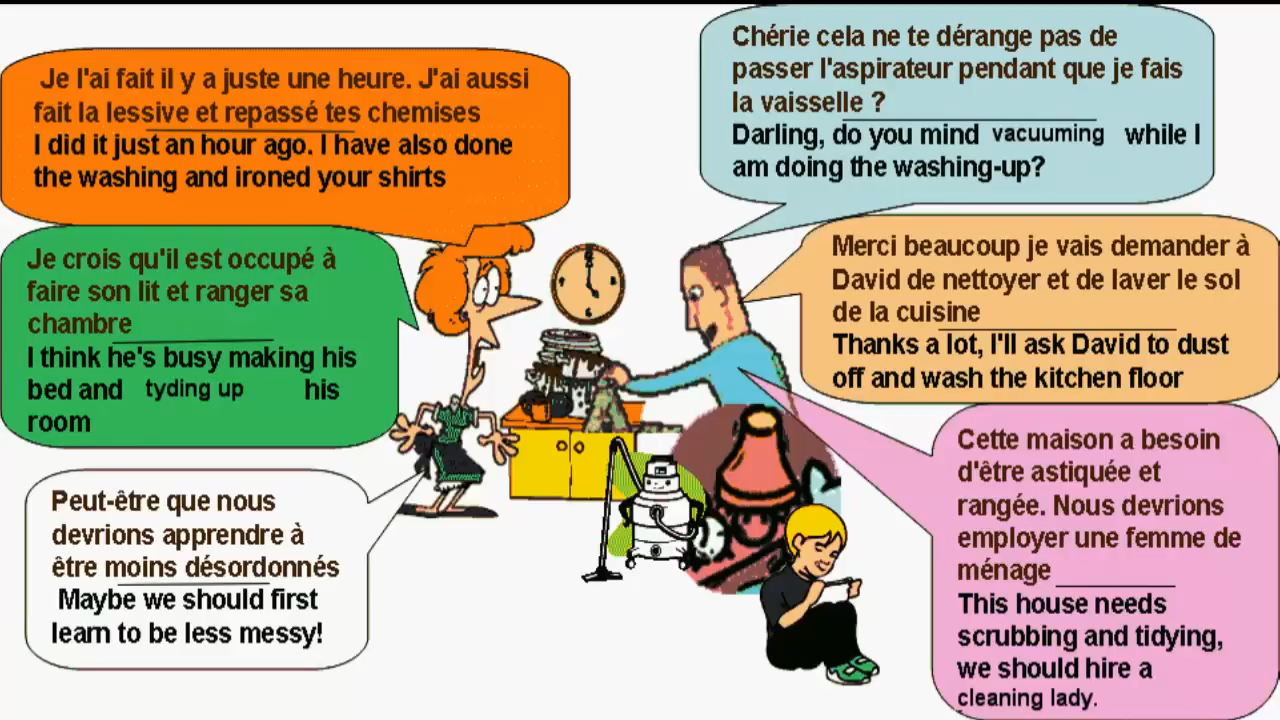 Chérie cela ne te dérange pas de
passer l'aspirateur pendant que je fais
la vaisselle ?
Darling, do you mind vacuuming while I
am doing the washing-up?
Je l'ai fait il y a juste une heure. J'ai aussi
fait la lessive et repassé tes chemises
I did it just an hour ago. I have also done
the washing and ironed your shirts
Merci beaucoup je vais demander à
David de nettoyer et de laver le sol
de la cuisine
Thanks a lot, I'll ask David to dust
off and wash the kitchen floor
Je crois qu'il est occupé à
faire son lit et ranger sa
chambre
I think he's busy making his
bed and tyding up his
room
Cette maison a besoin
d'être astiquée et
rangée. Nous devrions
employer une femme de
ménage
This house needs
scrubbing and tidying,
we should hire a
cleaning lady.
Peut-être que nous
devrions apprendre à
être moins désordonnés
Maybe we should first
learn to be less messy!